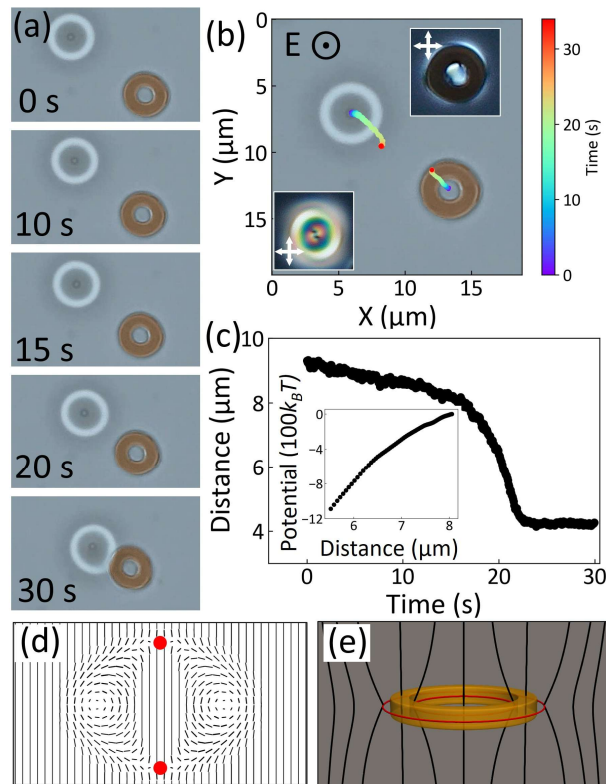 (a)
0 s
10 s
15 s
20 s
30 s
(b)
E
0
5
10
15
Y (μm)
0
5
10
15
X (μm)
30
20
10
0
Time (s)
(c)
10
8
6
4
Distance (μm)
0
10
20
30
Time (s)
0
−4
−8
−12
Potential (100k_BT)
6
7
8
Distance (μm)
(d)
(e)